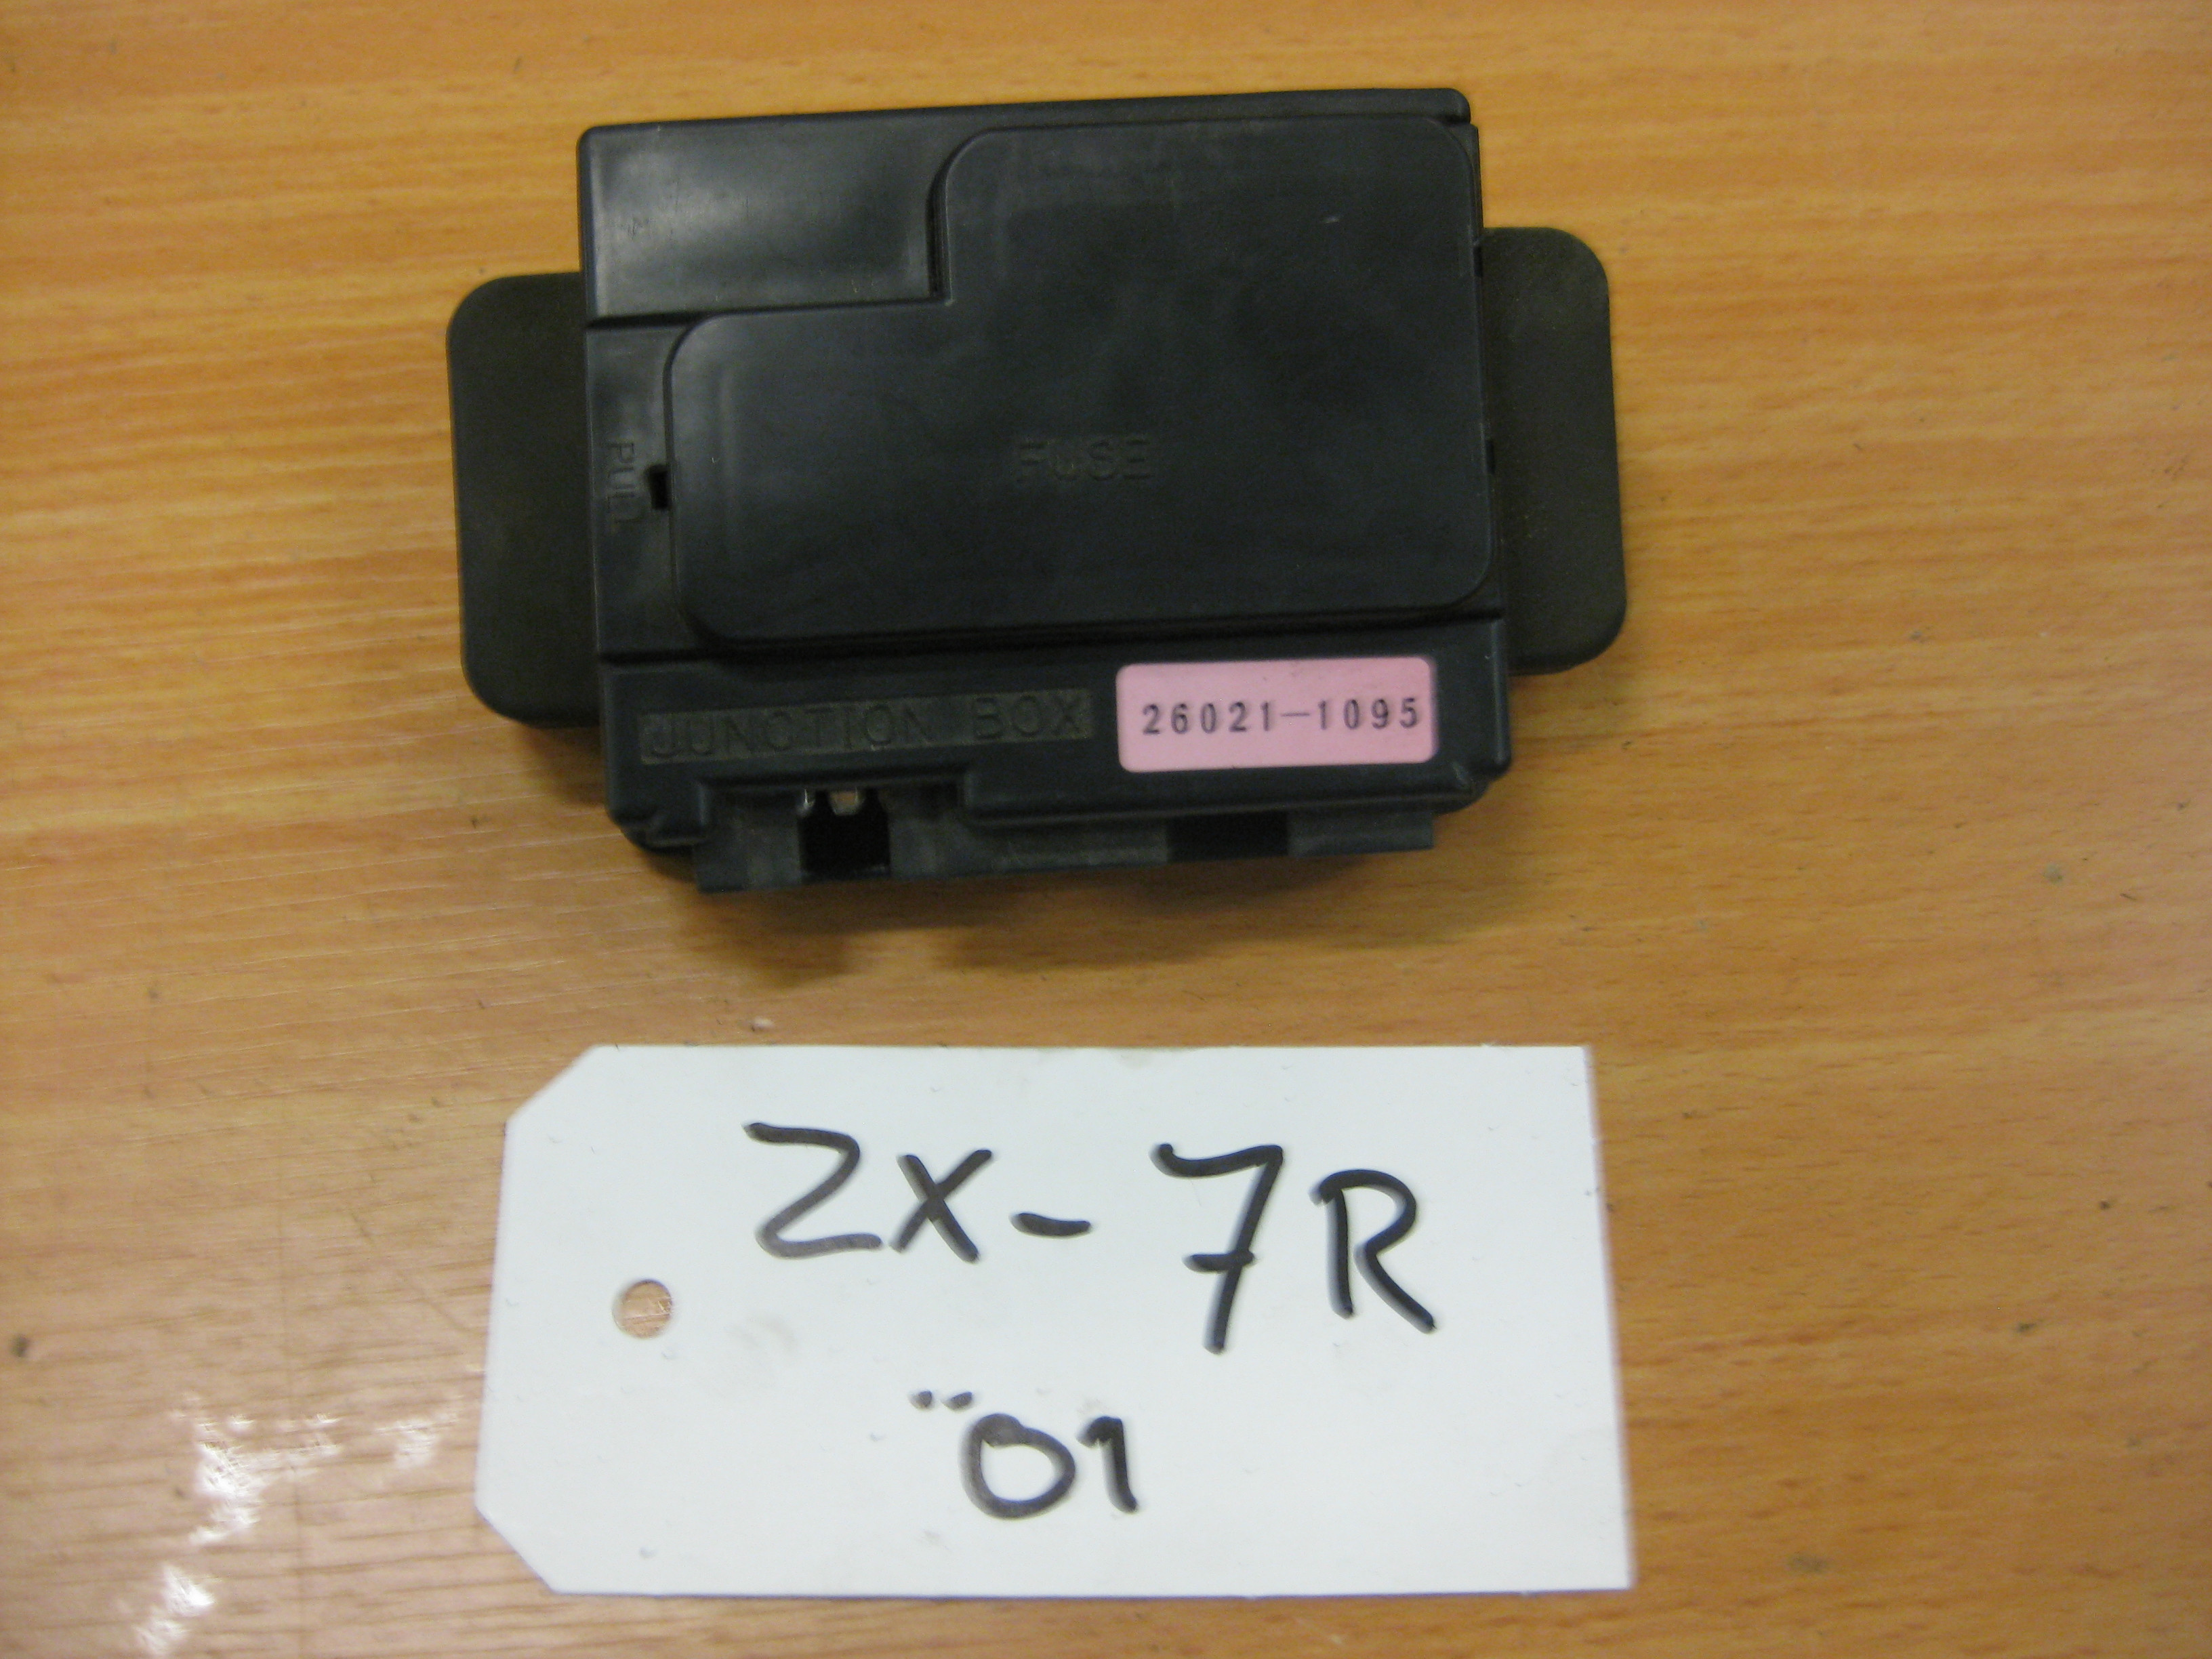 FUSE
PULL
JUNCTION BOX
26021-1095
ZX-7R
"01